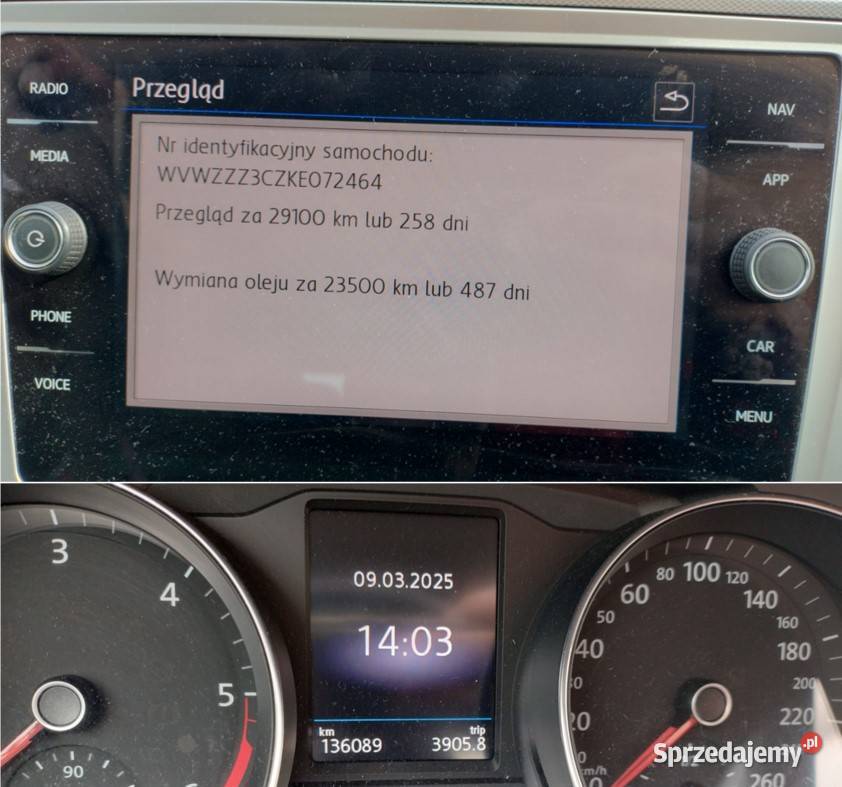 Przegląd
RADIO
MEDIA
PHONE
VOICE
NAV
APP
CAR
MENU
Nr identyfikacyjny samochodu:
WVWZZZ3CZKE072464
Przegląd za 29100 km lub 258 dni
Wymiana oleju za 23500 km lub 487 dni
3
4
5
90
09.03.2025
14:03
km
136089
trip
3905.8
20
30
40
50
60
80
100
120
140
160
180
200
220
260
km/h
0
Sprzedajemy.pl